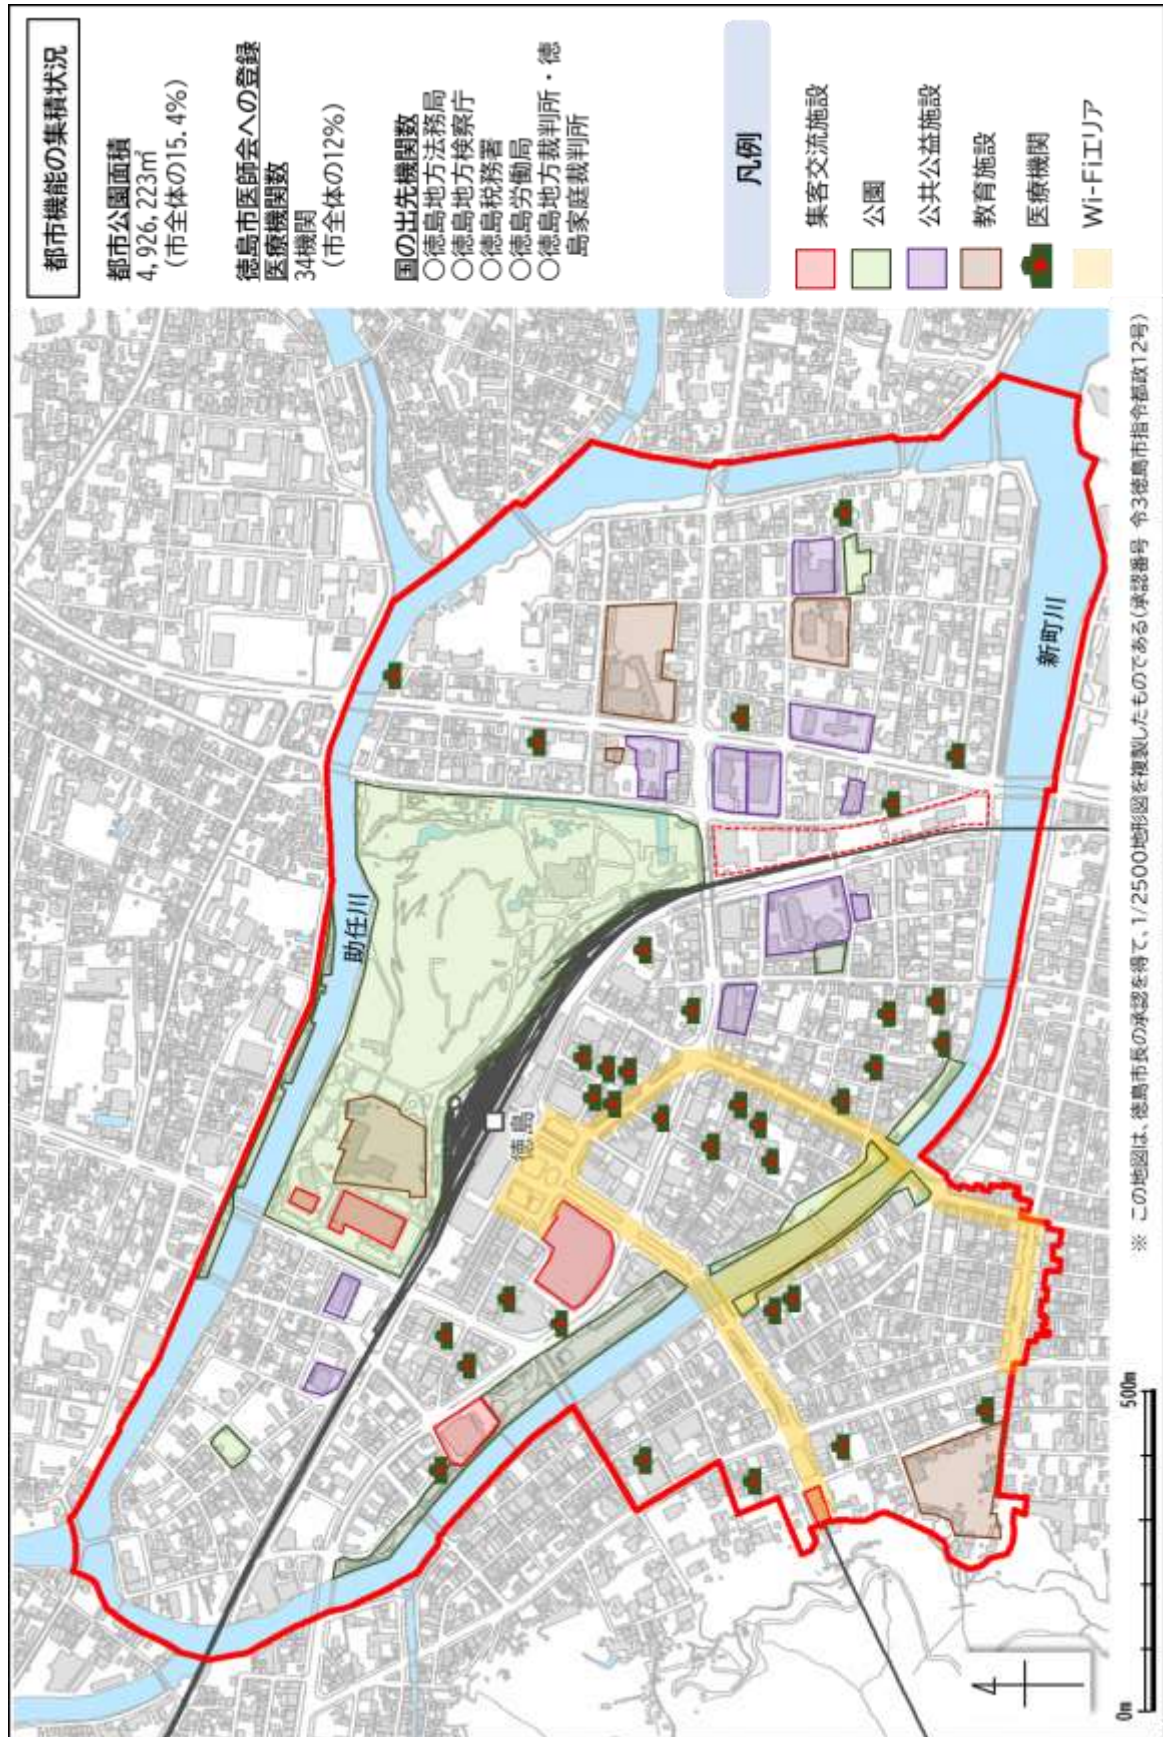 都市機能の集積状況
都市公園面積
4,926,223㎡
(市全体の15.4%)
徳島市医師会への登録
医療機関数
34機関
(市全体の12%)
国の出先機関数
○徳島地方法務局
○徳島地方検察庁
○徳島税務署
○徳島労働局
○徳島地方裁判所・徳
島家庭裁判所
凡例
集客交流施設
公園
公共公益施設
教育施設
医療機関
Wi-Fiエリア
助任川
徳島
新町川
0m
500m
※ この地図は、徳島市長の承認を得て、1/2500地形図を複製したものである(承認番号 令3徳島市指令都政12号)